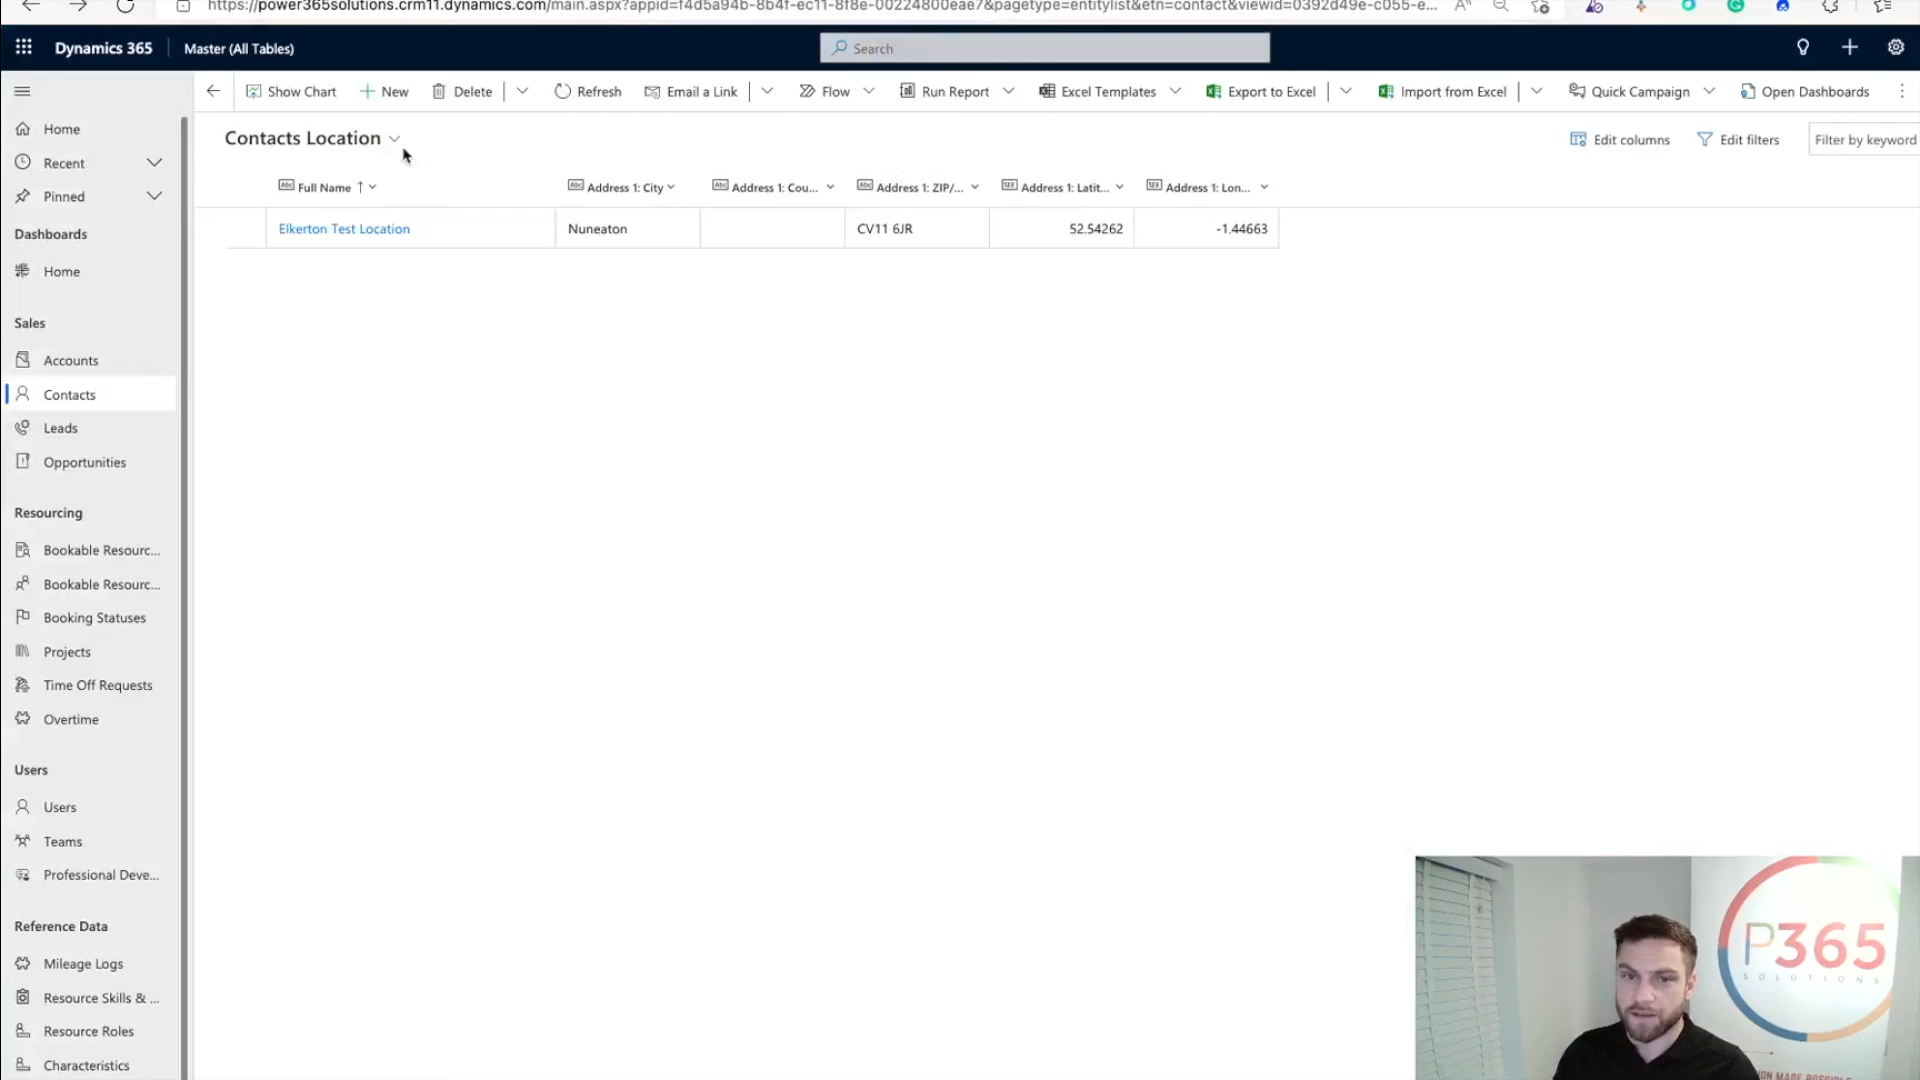 https://power365solutions.crm11.dynamics.com/main.aspx?appid=f4d5a94b-8b4f-ec11-8f8e-00224800eae7&pagetype=entitylist&etn=contact&viewid=0392d49e-c055-e...
Dynamics 365
Master (All Tables)
Search
Show Chart
New
Delete
Refresh
Email a Link
Flow
Run Report
Excel Templates
Export to Excel
Import from Excel
Quick Campaign
Open Dashboards
Contacts Location
Edit columns
Edit filters
Filter by keyword
Full Name ↑
Address 1: City
Address 1: Cou...
Address 1: ZIP/...
Address 1: Latit...
Address 1: Lon...
Elkerton Test Location
Nuneaton
CV11 6JR
52.54262
-1.44663
Home
Recent
Pinned
Dashboards
Home
Sales
Accounts
Contacts
Leads
Opportunities
Resourcing
Bookable Resourc...
Bookable Resourc...
Booking Statuses
Projects
Time Off Requests
Overtime
Users
Users
Teams
Professional Deve...
Reference Data
Mileage Logs
Resource Skills & ...
Resource Roles
Characteristics
P365
SOLUTIONS
ION MADE POSSIBLE